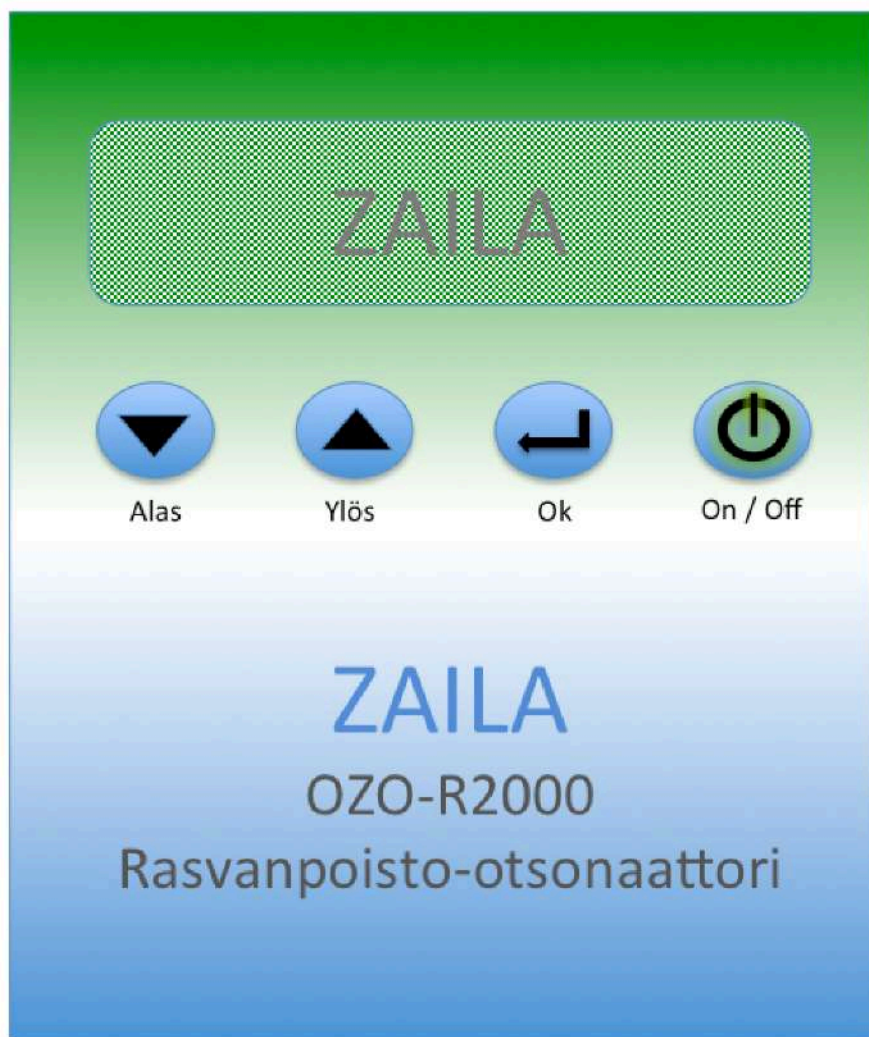 ZAILA
Alas Ylös Ok On / Off
ZAILA
OZO-R2000
Rasvanpoisto-otsonaattori